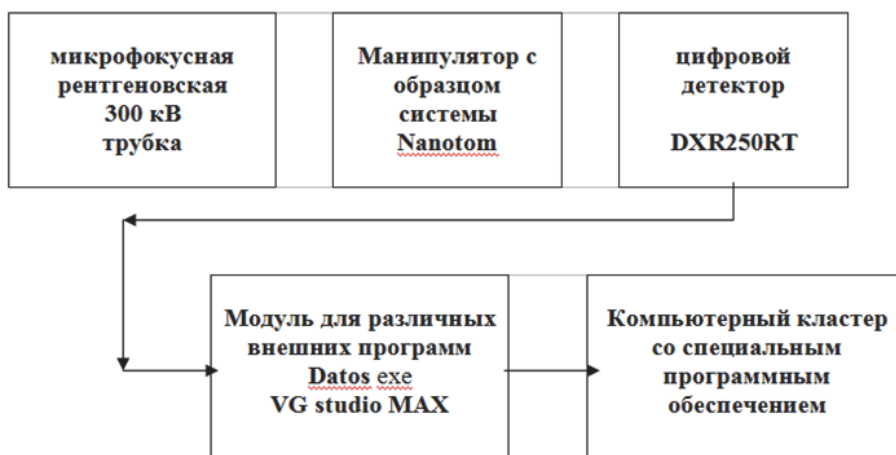 микрофокусная
рентгеновская
300 кВ
трубка
Манипулятор с
образцом
системы
Nanotom
цифровой
детектор
DXR250RT
Модуль для различных
внешних программ
Datos exe
VG studio MAX
Компьютерный кластер
со специальным
программным
обеспечением